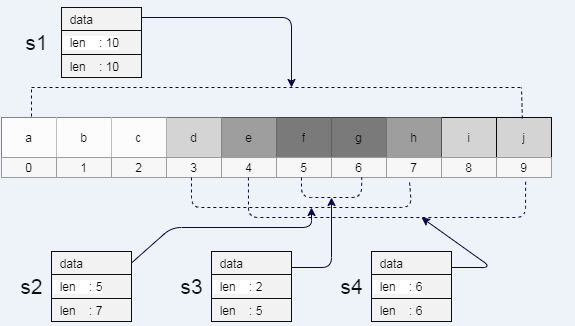 data
s1
len : 10
len : 10
a b c d e f g h i j
0 1 2 3 4 5 6 7 8 9
data data data
s2 len : 5 s3 len : 2 s4 len : 6
len : 7 len : 5 len : 6